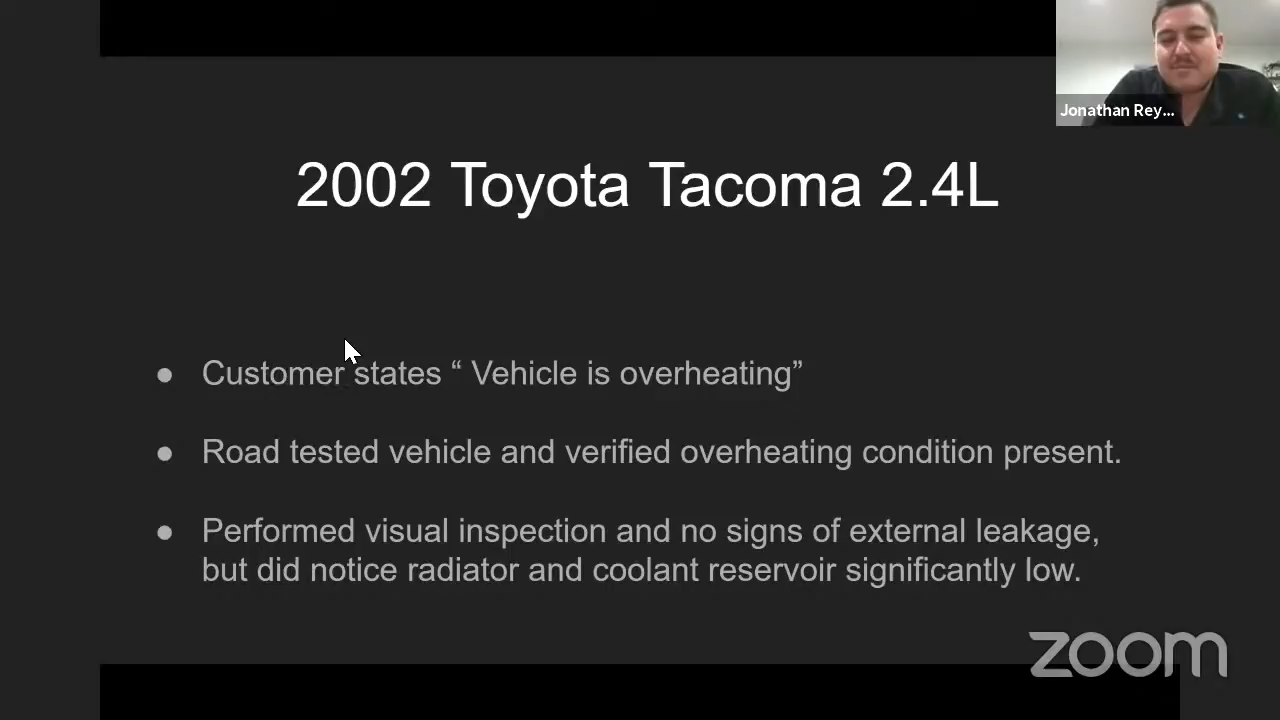 Jonathan Rey...
2002 Toyota Tacoma 2.4L
● Customer states “ Vehicle is overheating”
● Road tested vehicle and verified overheating condition present.
● Performed visual inspection and no signs of external leakage,
but did notice radiator and coolant reservoir significantly low.
zoom